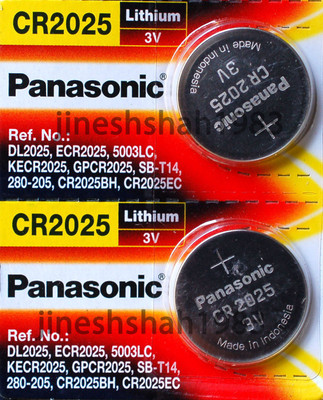 CR2025
Lithium
3V
Panasonic®
Ref. No.:
DL2025, ECR2025, 5003LC,
KECR2025, GPCR2025, SB-T14,
280-205, CR2025BH, CR2025EC
Made in Indonesia
Panasonic
CR 2025
3V
+
jineshshah1983
CR2025
Lithium
3V
Panasonic®
Ref. No.:
DL2025, ECR2025, 5003LC,
KECR2025, GPCR2025, SB-T14,
280-205, CR2025BH, CR2025EC
+
Panasonic
CR 2025
3V
Made in Indonesia